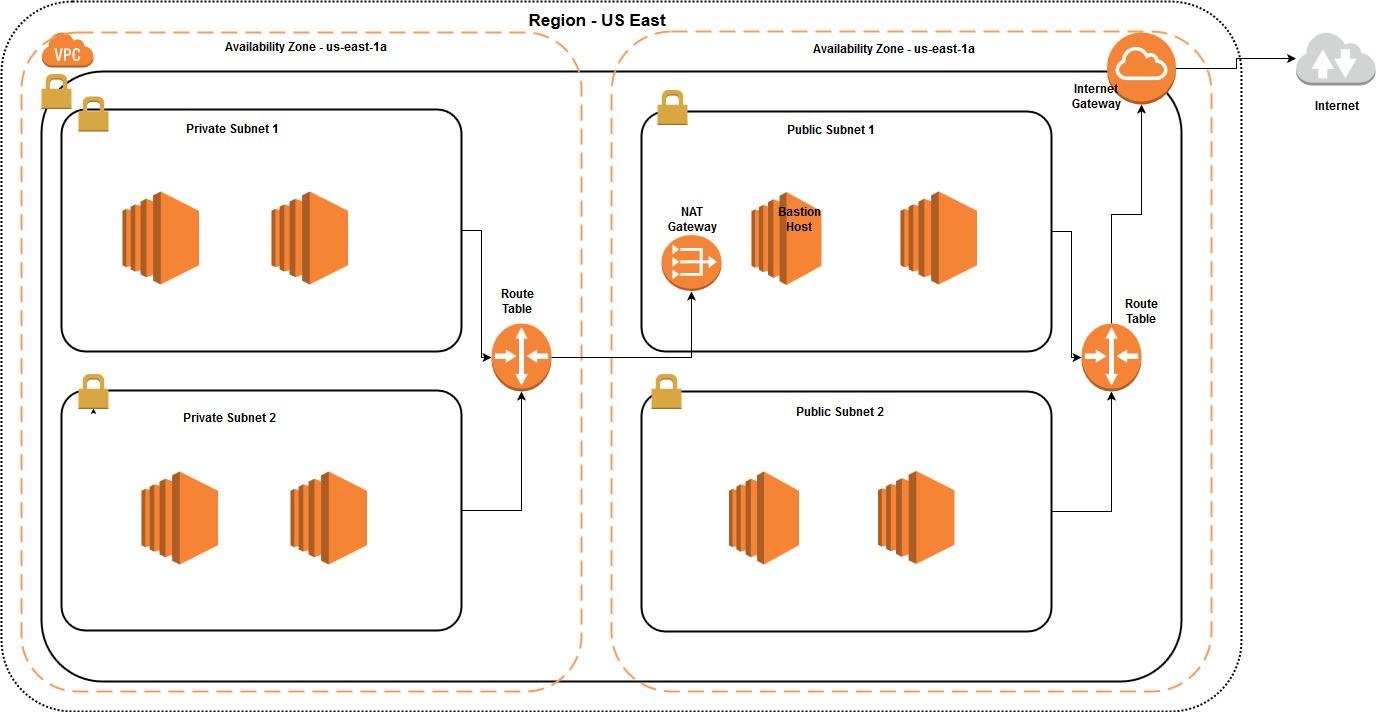 Region - US East
VPC
Availability Zone - us-east-1a
Availability Zone - us-east-1a
Internet
Gateway
Internet
Private Subnet 1
Public Subnet 1
NAT
Gateway
Bastion
Host
Route
Table
Route
Table
Private Subnet 2
Public Subnet 2